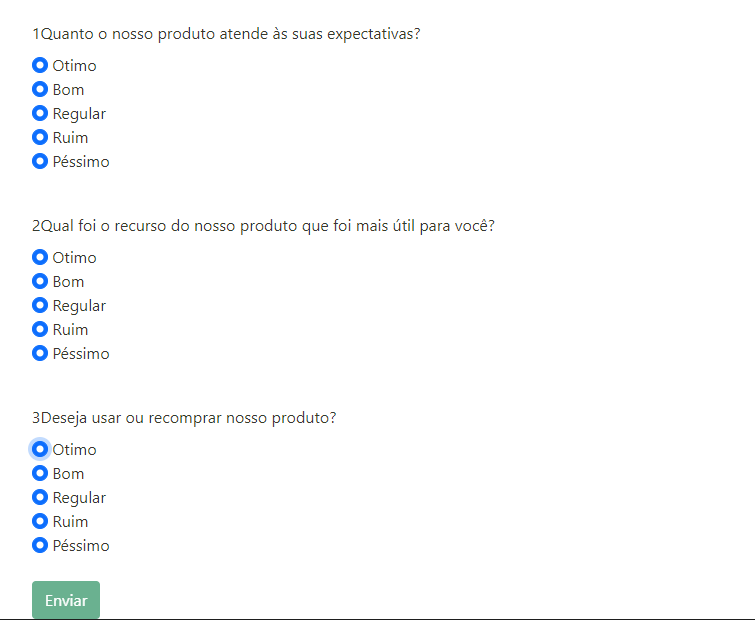 1Quanto o nosso produto atende às suas expectativas?
Otimo
Bom
Regular
Ruim
Péssimo
2Qual foi o recurso do nosso produto que foi mais útil para você?
Otimo
Bom
Regular
Ruim
Péssimo
3Deseja usar ou recomprar nosso produto?
Otimo
Bom
Regular
Ruim
Péssimo
Enviar